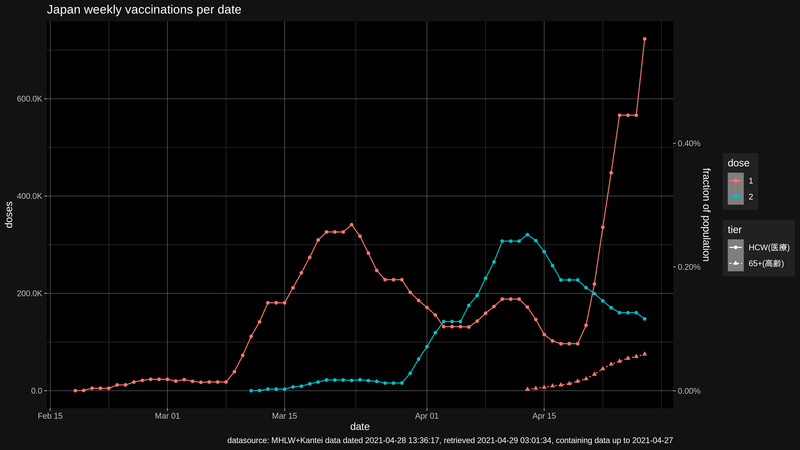 Japan weekly vaccinations per date
600.0K
400.0K
200.0K
0.0
doses
0.40%
0.20%
0.00%
fraction of population
Feb 15
Mar 01
Mar 15
Apr 01
Apr 15
date
dose
1
2
tier
HCW(医療)
65+(高齢)
datasource: MHLW+Kantei data dated 2021-04-28 13:36:17, retrieved 2021-04-29 03:01:34, containing data up to 2021-04-27